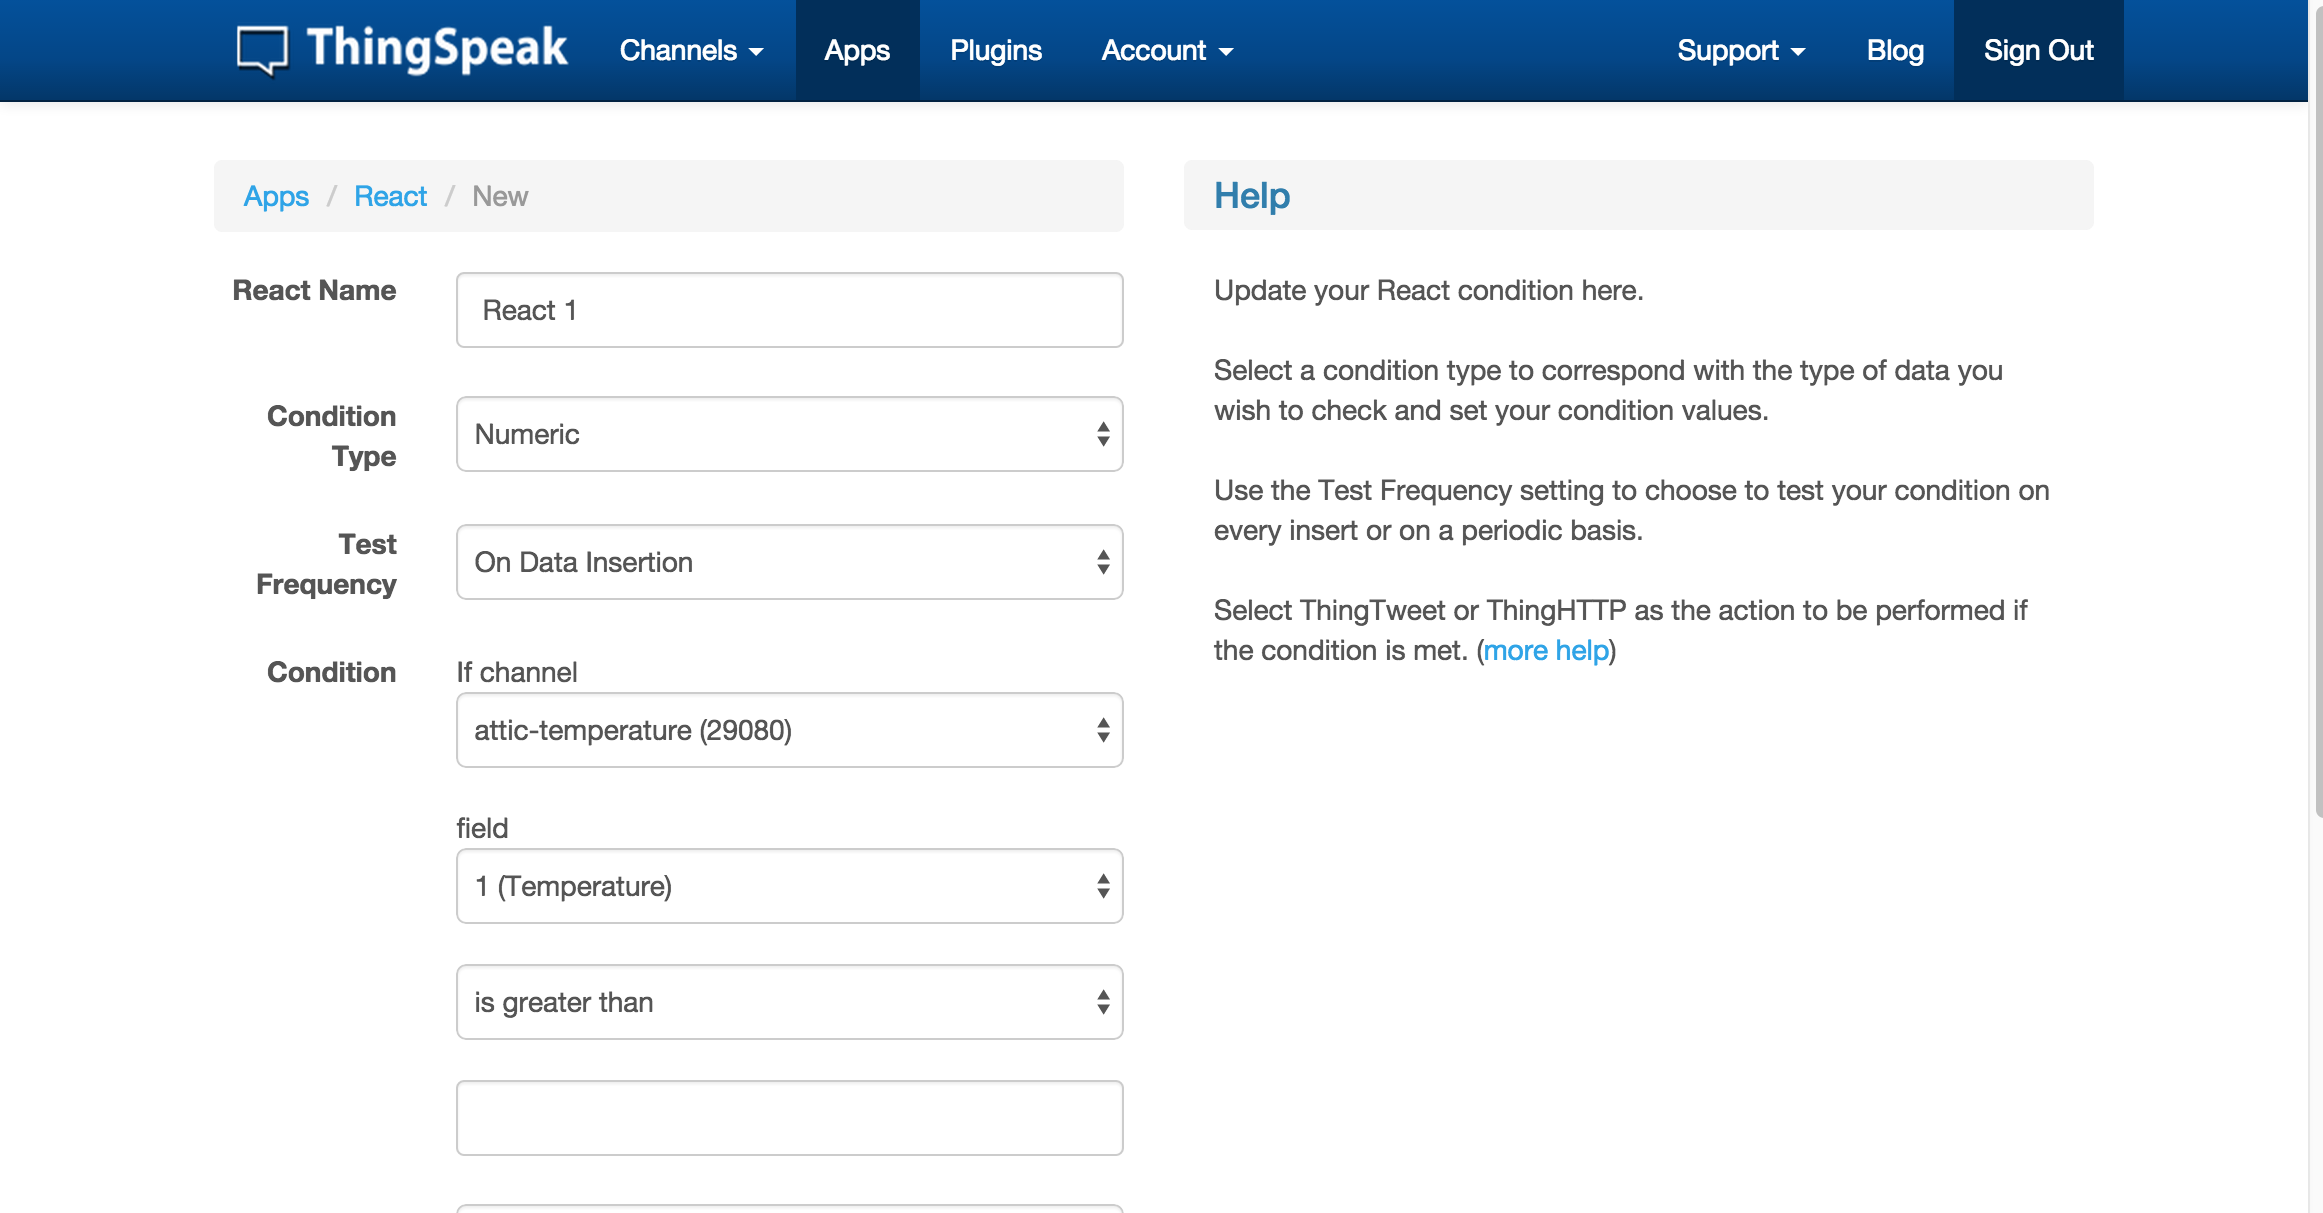 ThingSpeak Channels Apps Plugins Account Support Blog Sign Out
Apps / React / New
React Name
React 1
Condition
Type
Numeric
Test
Frequency
On Data Insertion
Condition
If channel
attic-temperature (29080)
field
1 (Temperature)
is greater than
Help
Update your React condition here.
Select a condition type to correspond with the type of data you
wish to check and set your condition values.
Use the Test Frequency setting to choose to test your condition on
every insert or on a periodic basis.
Select ThingTweet or ThingHTTP as the action to be performed if
the condition is met. (more help)